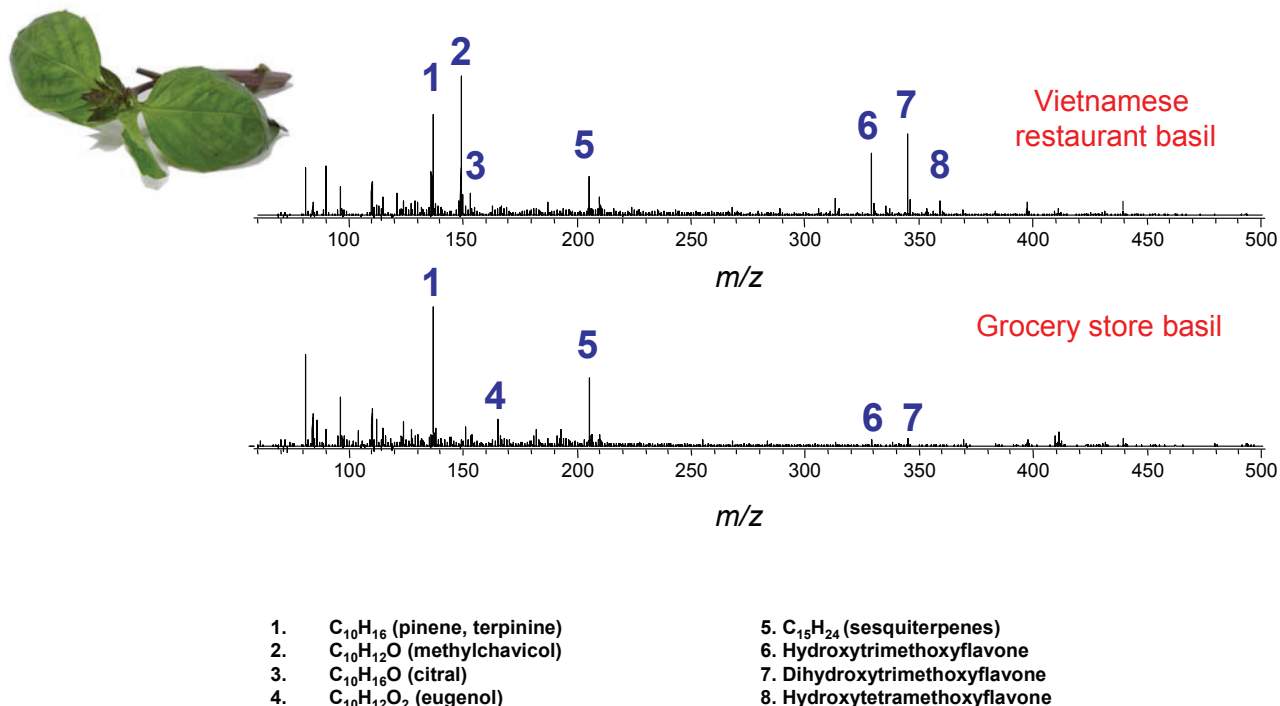 2
1
7
Vietnamese
6
restaurant basil
5
8
3
100 150 200 250 300 350 400 450 500
m/z
1
Grocery store basil
5
4
6 7
100 150 200 250 300 350 400 450 500
m/z
1. C₁₀H₁₆ (pinene, terpinine)
2. C₁₀H₁₂O (methylchavicol)
3. C₁₀H₁₆O (citral)
4. C₁₀H₁₂O₂ (eugenol)
5. C₁₅H₂₄ (sesquiterpenes)
6. Hydroxytrimethoxyflavone
7. Dihydroxytrimethoxyflavone
8. Hydroxytetramethoxyflavone